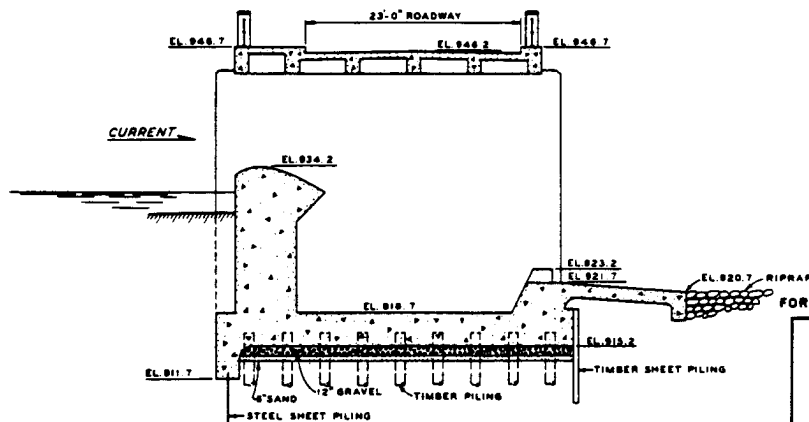 23'-0" ROADWAY
EL.946.7
EL.946.2
EL.946.7
CURRENT
EL.934.2
EL.923.2
EL.921.7
EL.920.7
RIPRAP
FOR
EL.918.7
EL.915.2
TIMBER SHEET PILING
EL.911.7
6" SAND
12" GRAVEL
TIMBER PILING
STEEL SHEET PILING